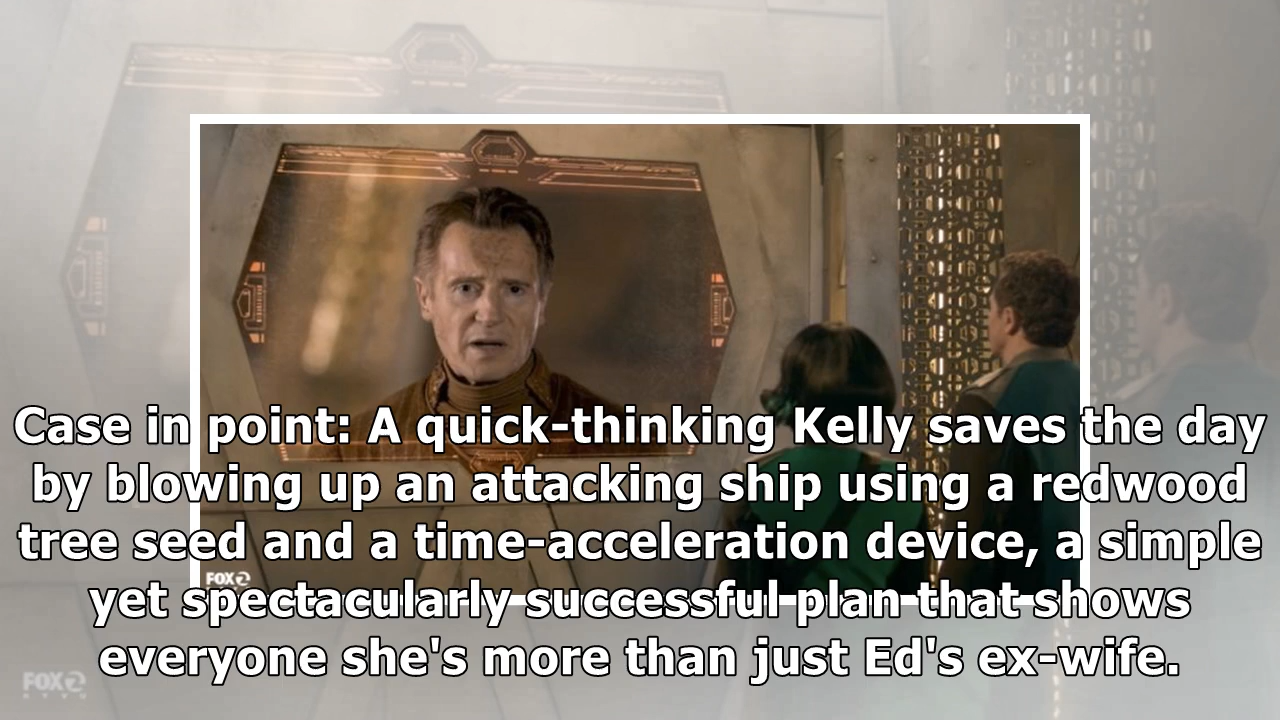 Case in point: A quick-thinking Kelly saves the day
by blowing up an attacking ship using a redwood
tree seed and a time-acceleration device, a simple
yet spectacularly successful plan that shows
everyone she's more than just Ed's ex-wife.
FOX 2
FOX 2